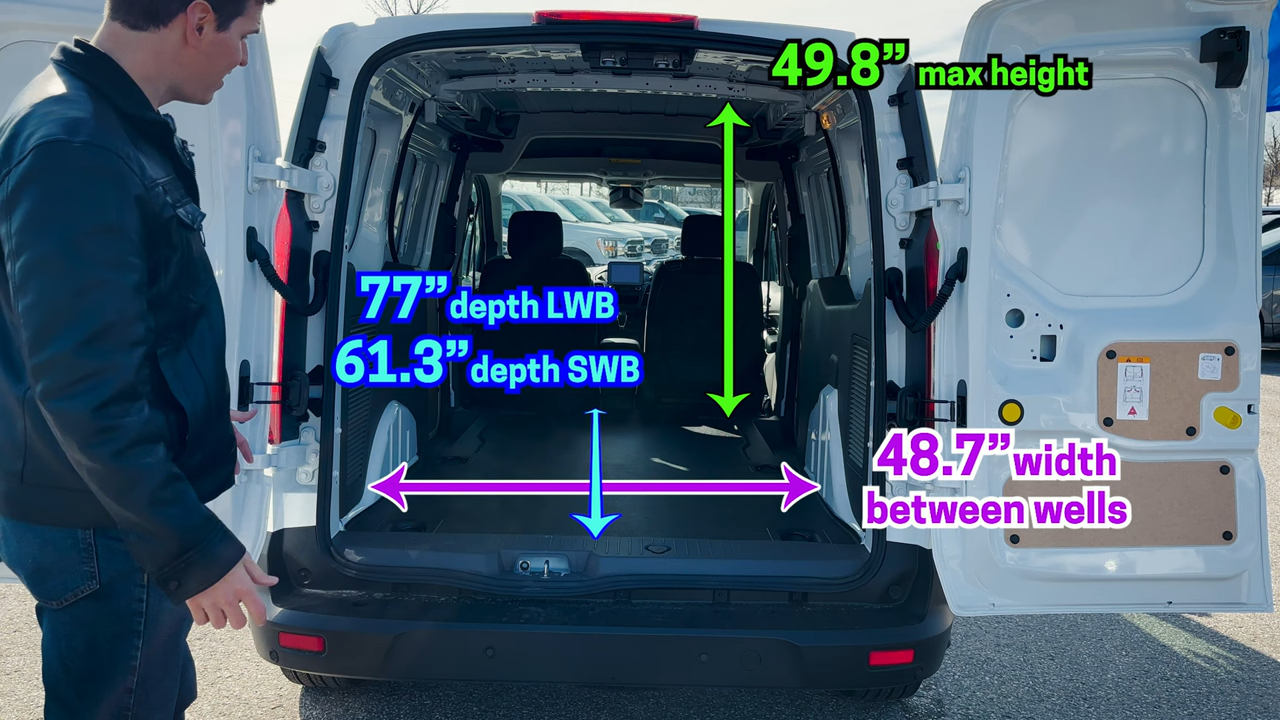 49.8” max height
77” depth LWB
61.3” depth SWB
48.7” width
between wells